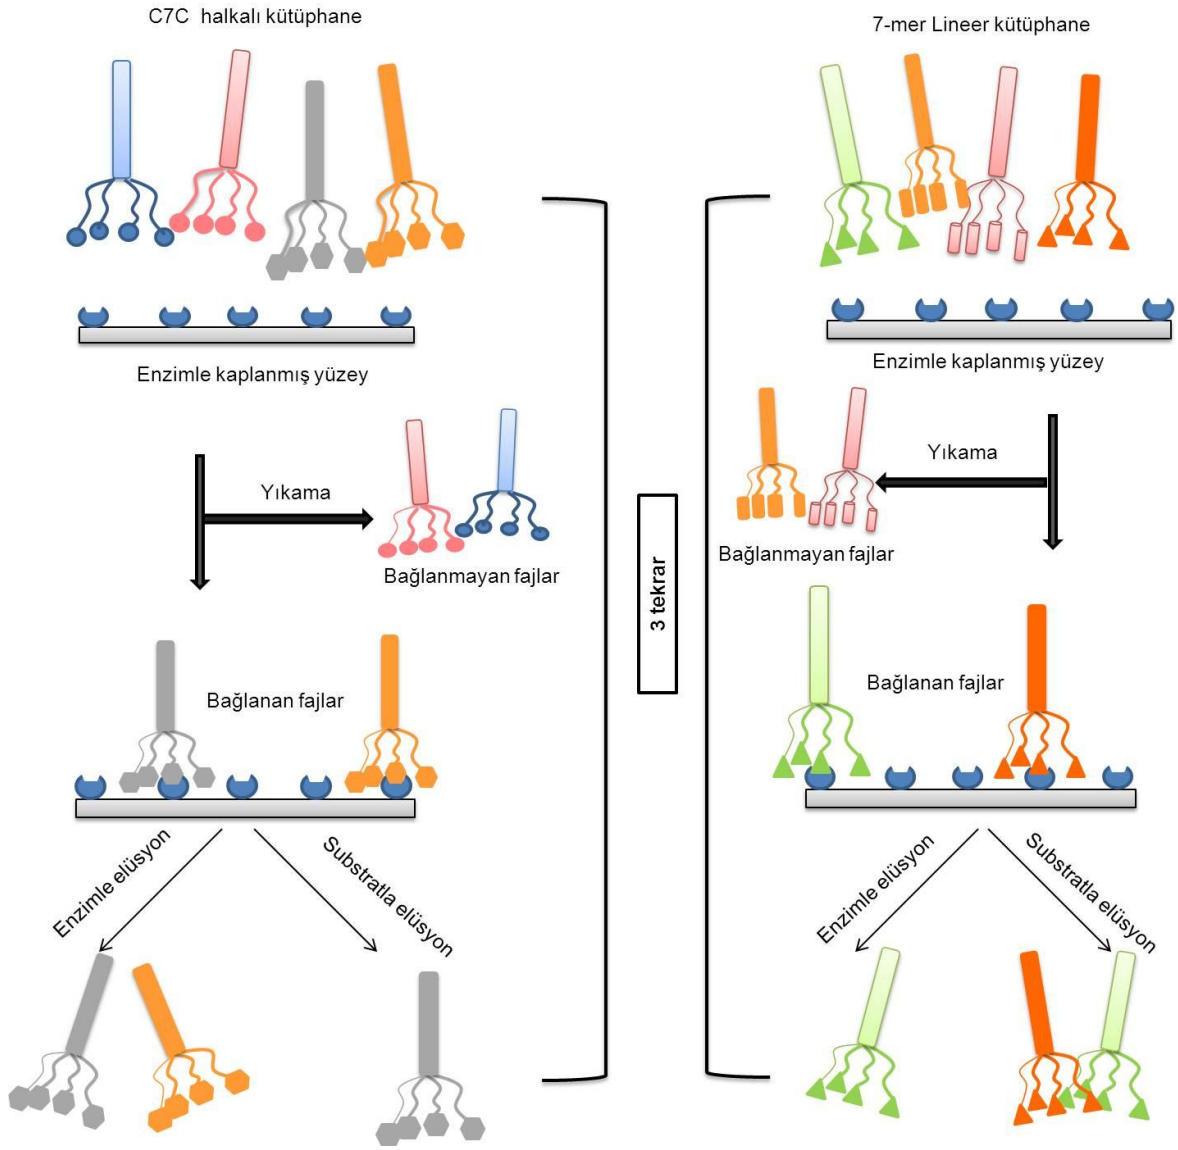 C7C halkalı kütüphane
Enzimle kaplanmış yüzey
Yıkama
Bağlanmayan fajlar
Bağlanan fajlar
Enzimle elüsyon
Substratla elüsyon
3 tekrar
7-mer Lineer kütüphane
Enzimle kaplanmış yüzey
Yıkama
Bağlanmayan fajlar
Bağlanan fajlar
Enzimle elüsyon
Substratla elüsyon